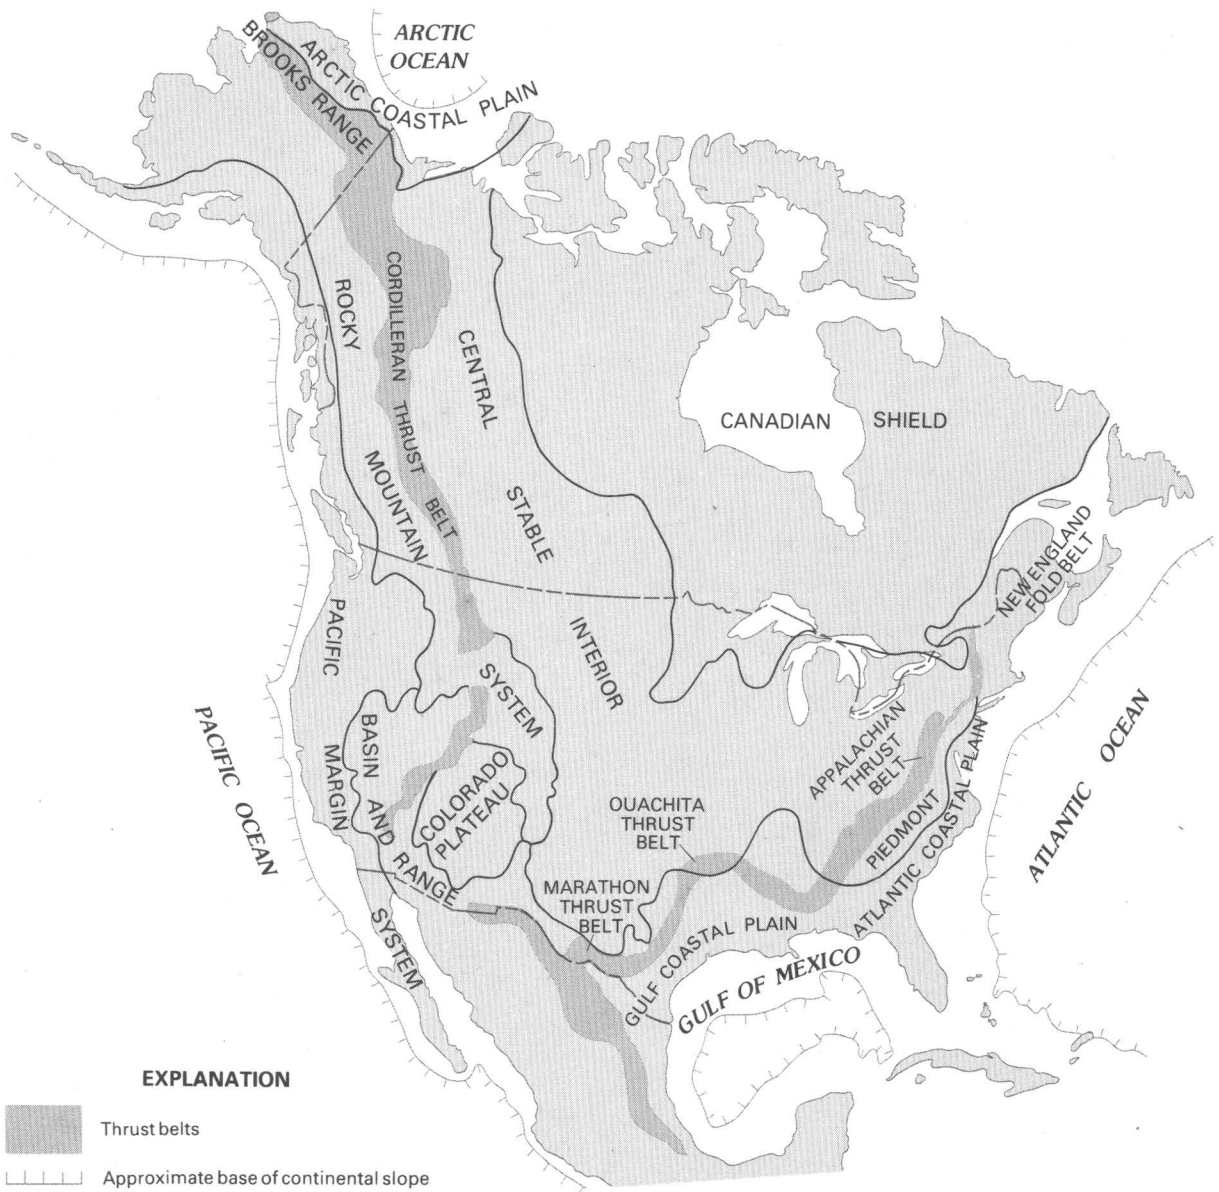 ARCTIC
OCEAN
ARCTIC COASTAL PLAIN
BROOKS RANGE
CORDILLERAN THRUST BELT
ROCKY MOUNTAIN SYSTEM
CENTRAL STABLE INTERIOR
CANADIAN SHIELD
NEW ENGLAND
FOLD BELT
PACIFIC MARGIN SYSTEM
PACIFIC OCEAN
BASIN AND RANGE
COLORADO
PLATEAU
OUACHITA
THRUST
BELT
MARATHON
THRUST
BELT
APPALACHIAN
THRUST
BELT
PIEDMONT
ATLANTIC COASTAL PLAIN
ATLANTIC OCEAN
GULF COASTAL PLAIN
GULF OF MEXICO
EXPLANATION
Thrust belts
Approximate base of continental slope